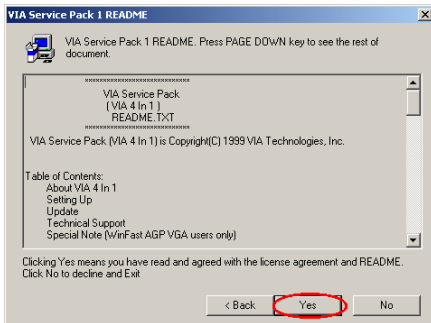 VIA Service Pack 1 README
VIA Service Pack 1 README. Press PAGE DOWN key to see the rest of
document.
****************************
VIA Service Pack
( VIA 4 In 1 )
README.TXT
****************************
VIA Service Pack (VIA 4 In 1) is Copyright(C) 1999 VIA Technologies, Inc.
Table of Contents:
About VIA 4 In 1
Setting Up
Update
Technical Support
Special Note (WinFast AGP VGA users only)
Clicking Yes means you have read and agreed with the license agreement and README.
Click No to decline and Exit
< Back
Yes
No